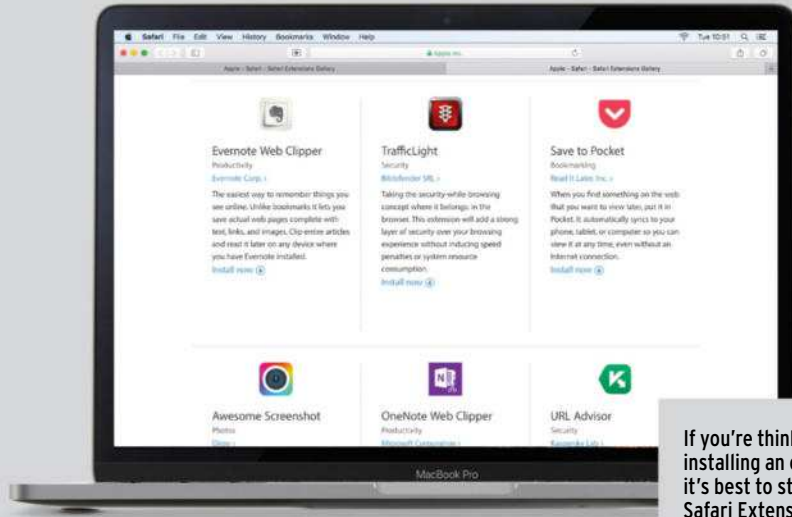 Safari File Edit View History Bookmarks Window Help
Tue 10:01
Apple Inc.
Apple - Safari - Safari Extensions Gallery
Apple - Safari - Safari Extensions Gallery
Evernote Web Clipper
Productivity
Evernote Corp. ›
The easiest way to remember things you
see online. Unlike bookmarks it lets you
save actual web pages complete with
text, links, and images. Clip entire articles
and read it later on any device where
you have Evernote installed.
Install now
TrafficLight
Security
Bitdefender SRL ›
Taking the security-while browsing
concept where it belongs: in the
browser. This extension will add a strong
layer of security over your browsing
experience without inducing speed
penalties or system resource
consumption.
Install now
Save to Pocket
Bookmarking
Read It Later, Inc. ›
When you find something on the web
that you want to view later, put it in
Pocket. It automatically syncs to your
phone, tablet, or computer so you can
view it at any time, even without an
Internet connection.
Install now
Awesome Screenshot
Photos
OneNote Web Clipper
Productivity
Microsoft Corporation ›
URL Advisor
Security
Kaspersky Lab ›
MacBook Pro
If you're think
installing an
it's best to
Safari Extens